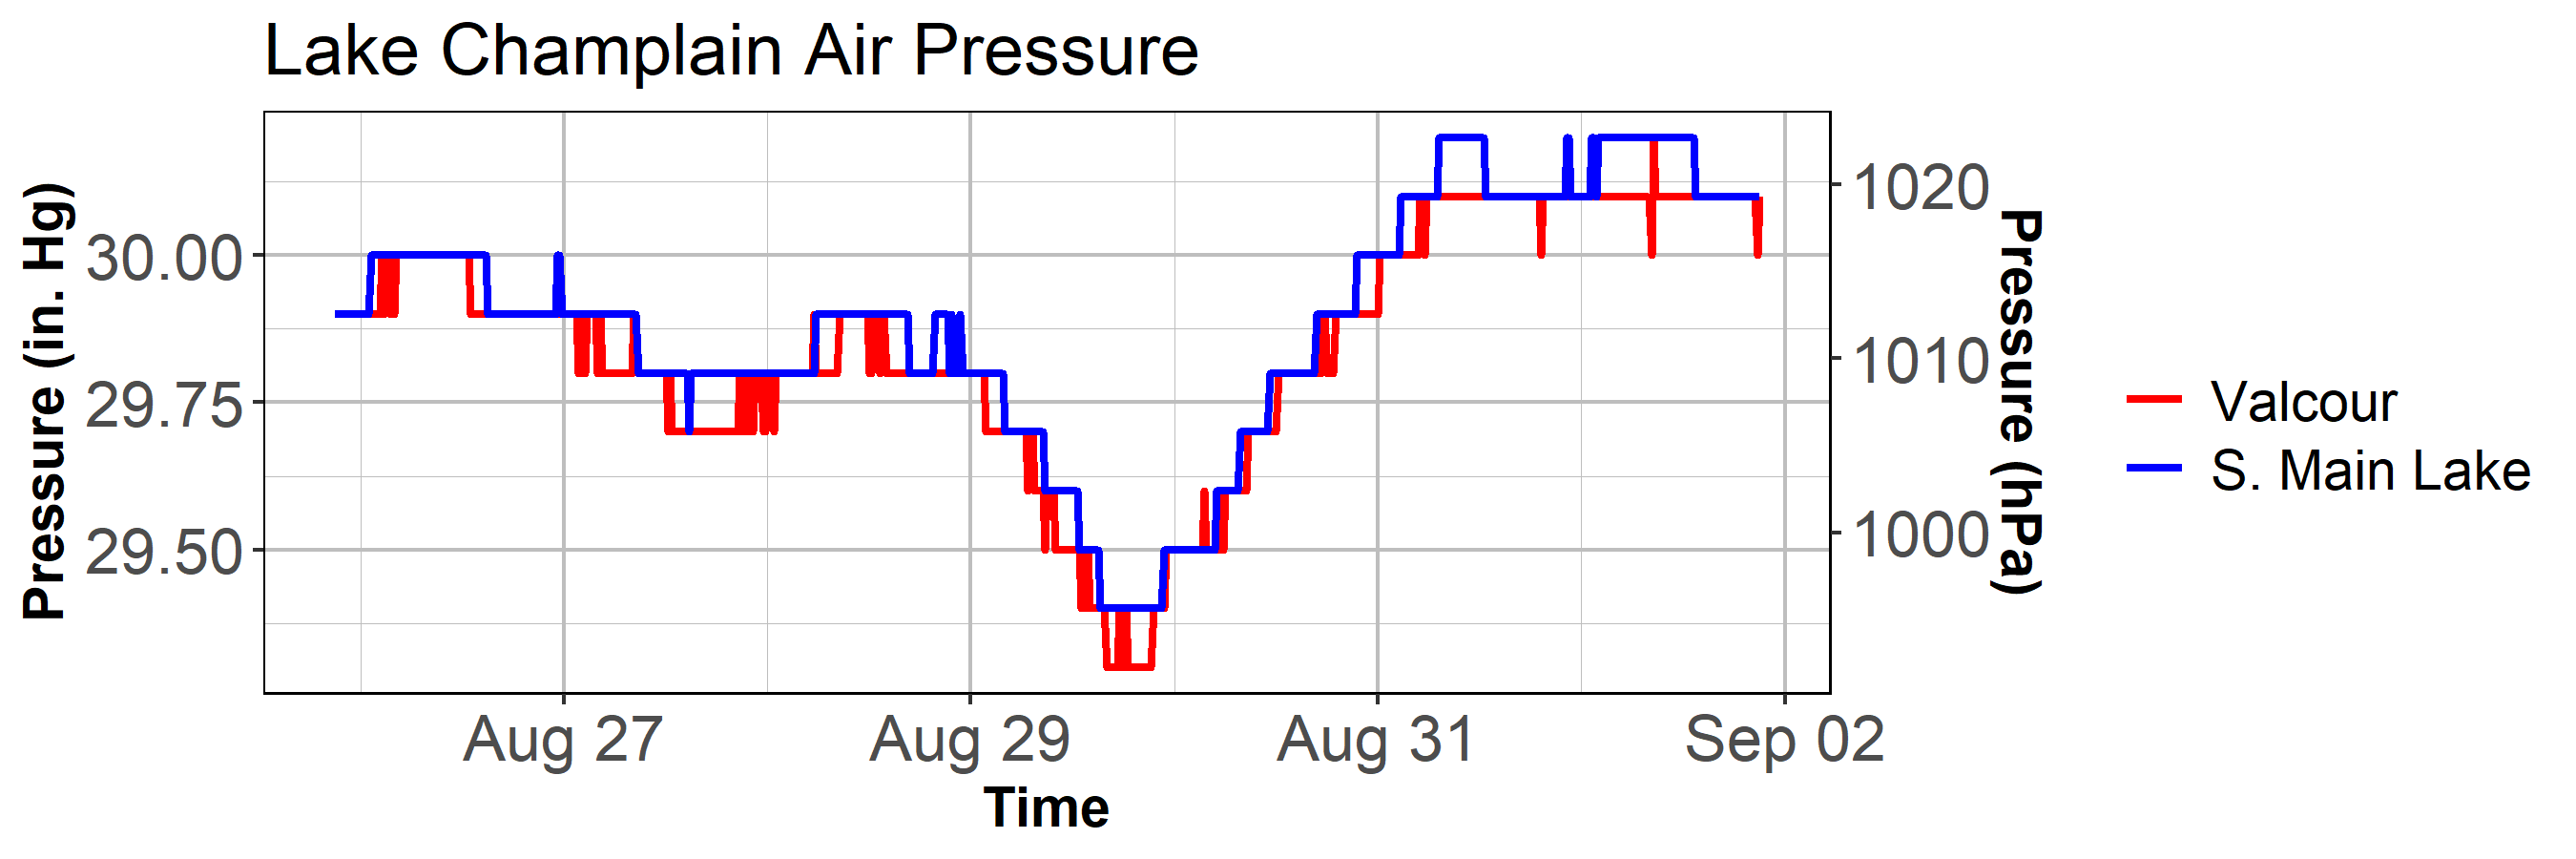 Lake Champlain Air Pressure
Pressure (in. Hg)
30.00
29.75
29.50
1020
1010
1000
Pressure (hPa)
Aug 27
Aug 29
Aug 31
Sep 02
Time
Valcour
S. Main Lake